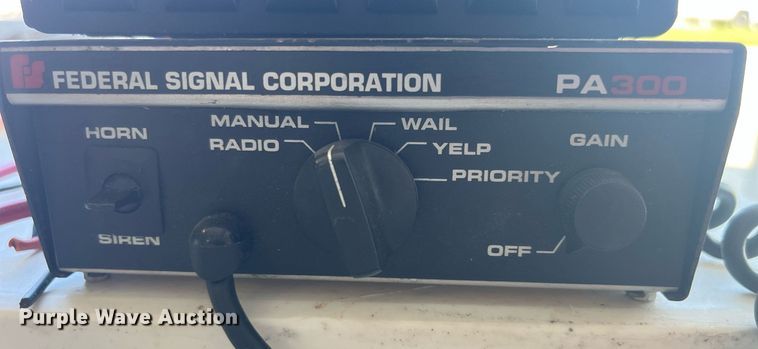 FEDERAL SIGNAL CORPORATION PA300
HORN
SIREN
RADIO
MANUAL
WAIL
YELP
PRIORITY
GAIN
OFF
Purple Wave Auction